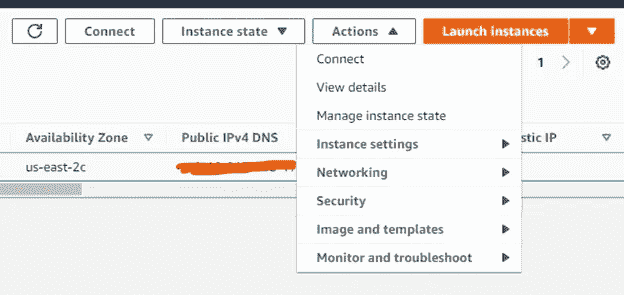 Connect
Instance state
Actions
Launch instances
Connect
1
View details
Manage instance state
Availability Zone
Public IPv4 DNS
Instance settings
stic IP
us-east-2c
Networking
Security
Image and templates
Monitor and troubleshoot